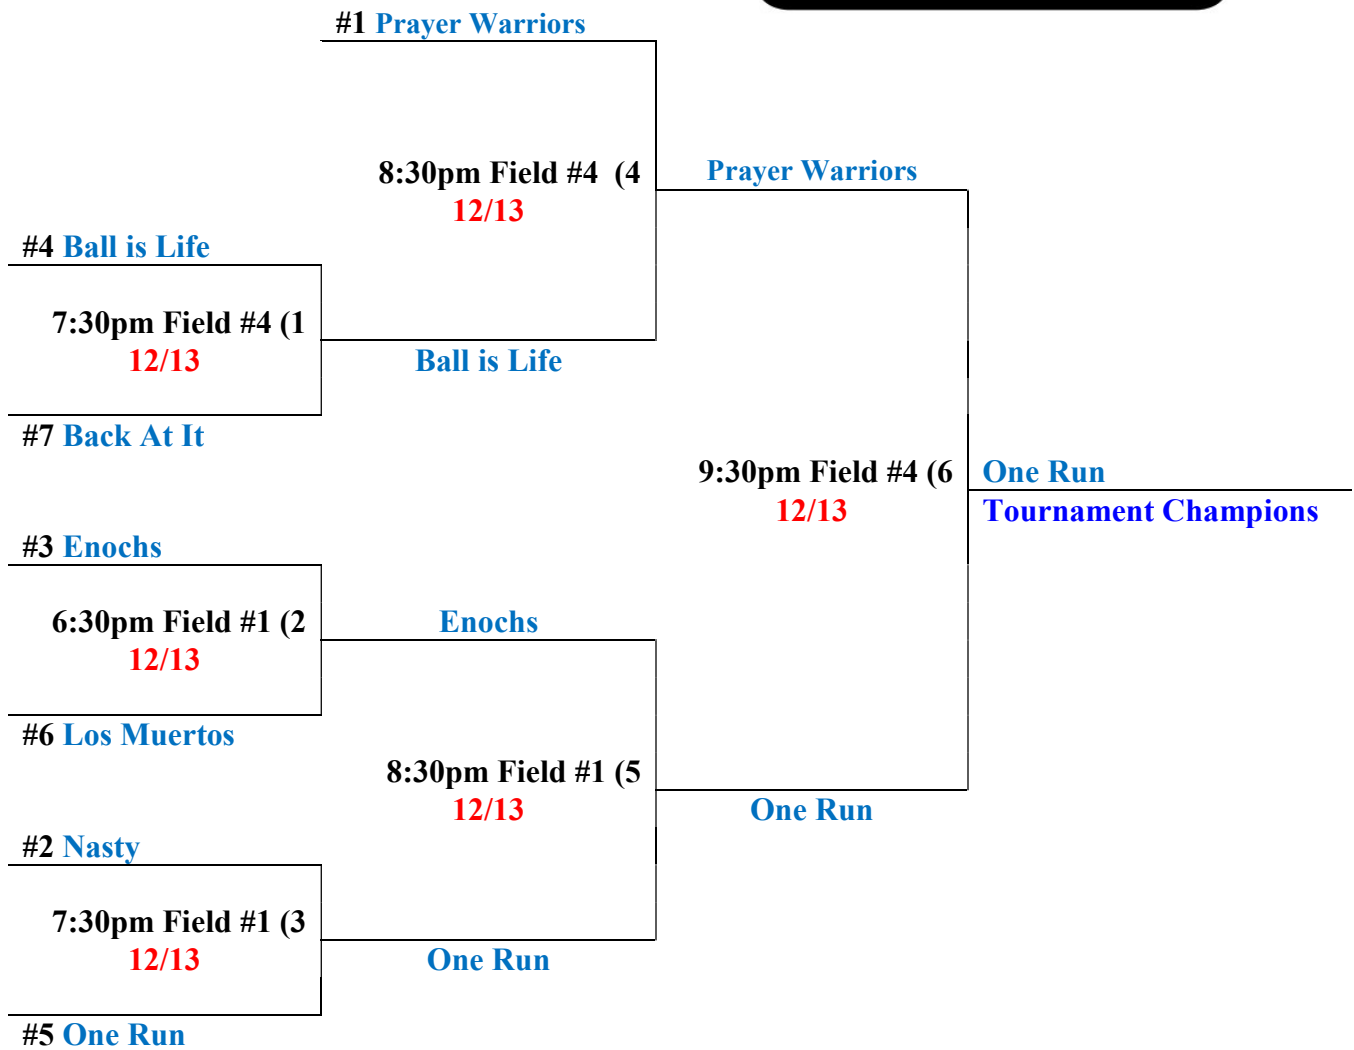 #1 Prayer Warriors
8:30pm Field #4 (4
12/13
Prayer Warriors
#4 Ball is Life
7:30pm Field #4 (1
12/13
Ball is Life
#7 Back At It
9:30pm Field #4 (6
12/13
One Run
Tournament Champions
#3 Enochs
6:30pm Field #1 (2
12/13
Enochs
#6 Los Muertos
8:30pm Field #1 (5
12/13
One Run
#2 Nasty
7:30pm Field #1 (3
12/13
One Run
#5 One Run